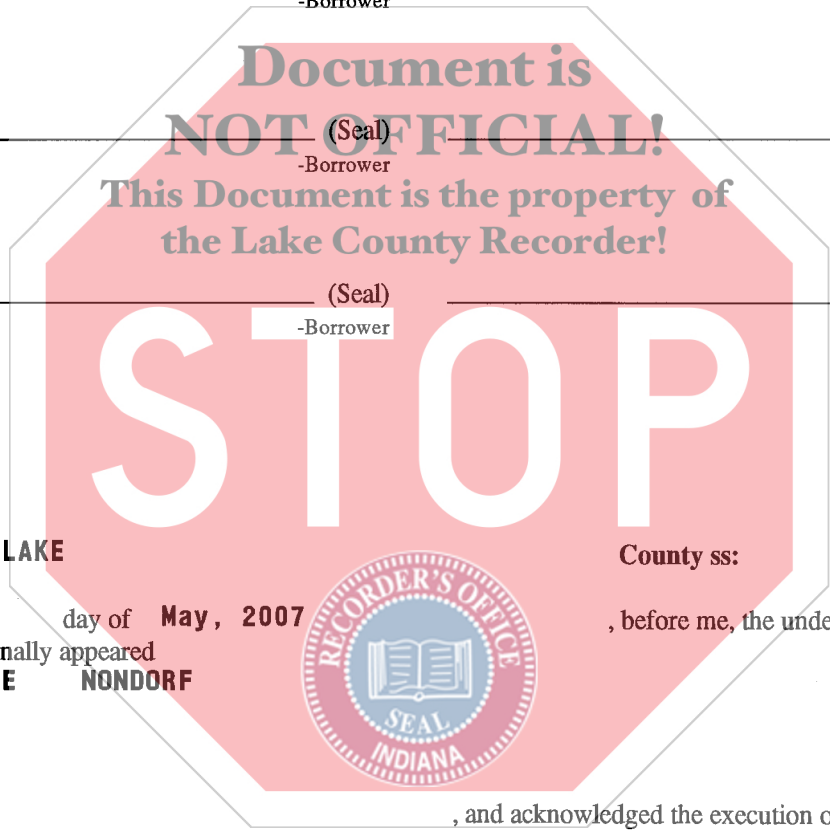 -Borrower
Document is
NOT OFFICIAL!
(Seal)
-Borrower
This Document is the property of
the Lake County Recorder!
(Seal)
-Borrower
STOP
LAKE
County ss:
day of May, 2007
, before me, the unde
nally appeared
E NONDORF
RECORDER'S OFFICE
SEAL
INDIANA
, and acknowledged the execution o